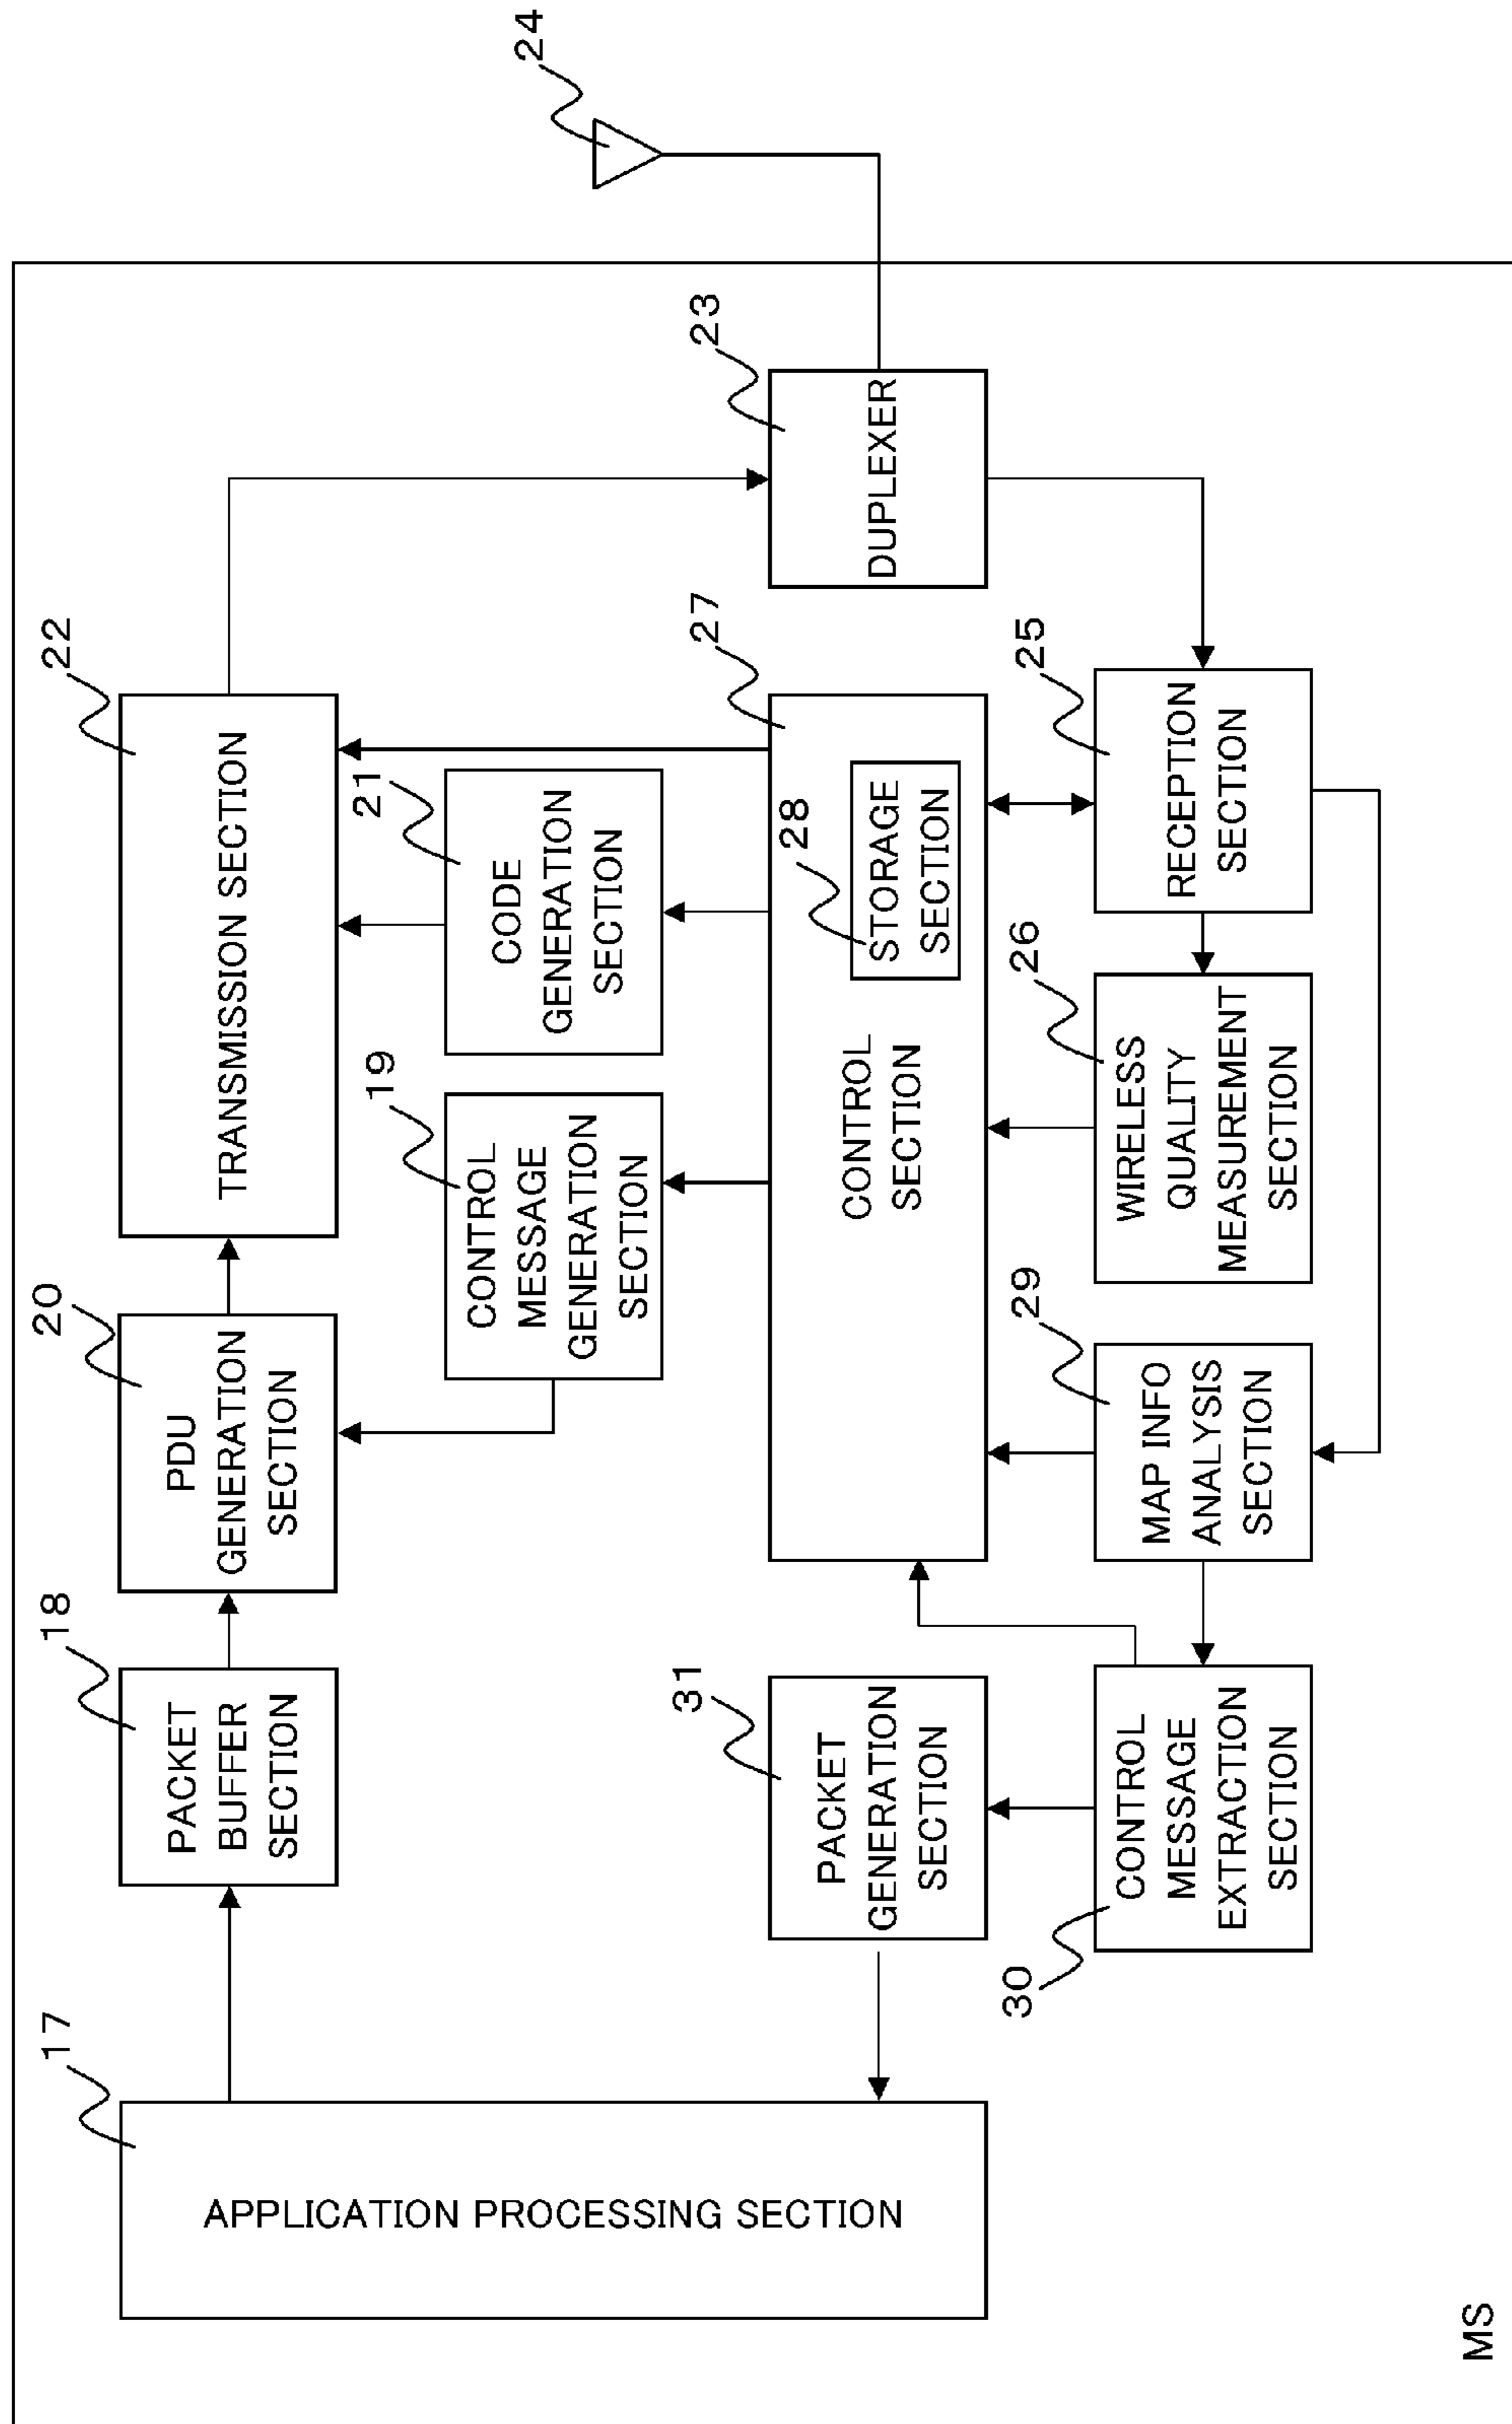 17
APPLICATION PROCESSING SECTION
18
PACKET
BUFFER
SECTION
20
PDU
GENERATION
SECTION
22
TRANSMISSION SECTION
19
CONTROL
MESSAGE
GENERATION
SECTION
21
CODE
GENERATION
SECTION
24
23
DUPLEXER
27
CONTROL
SECTION
28
STORAGE
SECTION
31
PACKET
GENERATION
SECTION
30
CONTROL
MESSAGE
EXTRACTION
SECTION
29
MAP INFO
ANALYSIS
SECTION
26
WIRELESS
QUALITY
MEASUREMENT
SECTION
25
RECEPTION
SECTION
MS